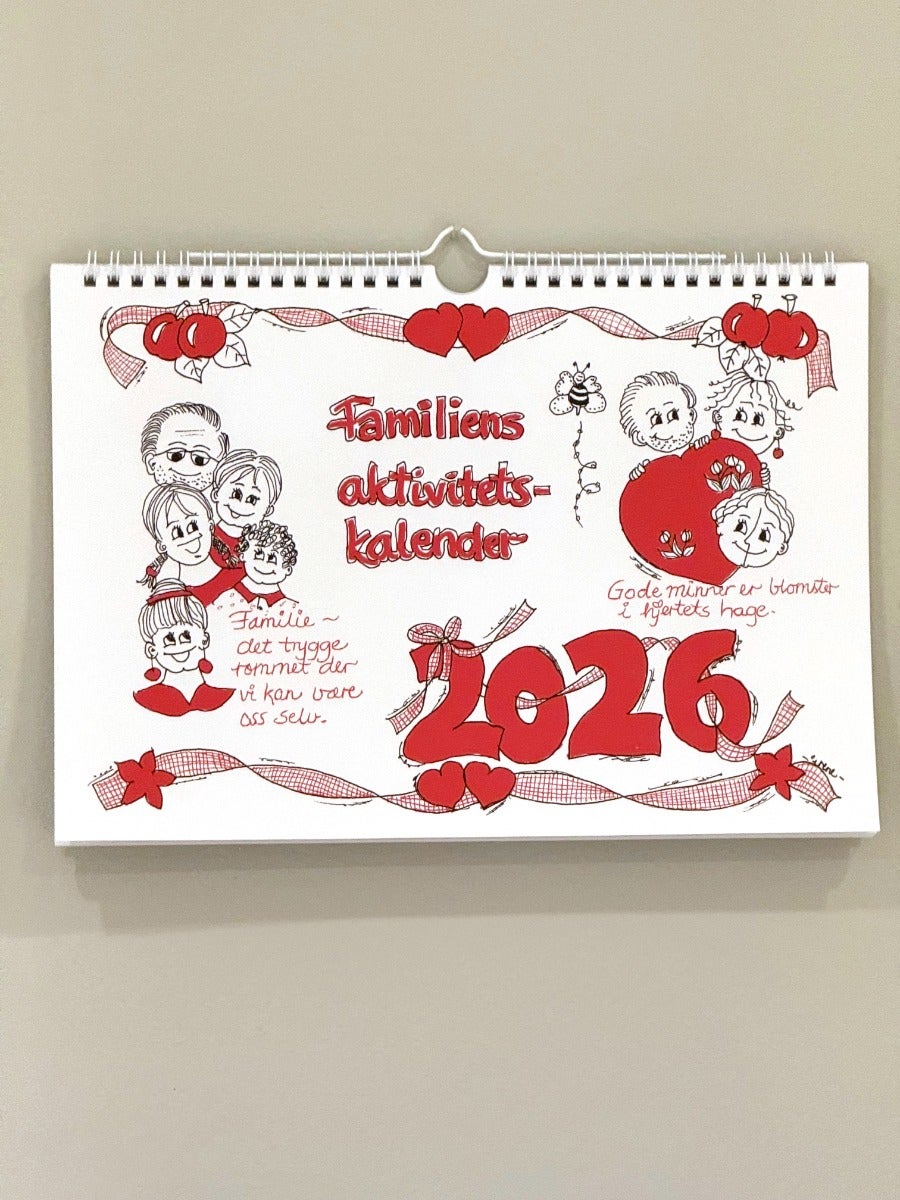 Familiens
aktivitets-
kalender
Gode minner er blomster
i hjertets hage.
Familie ~
det trygge
rommet der
vi kan være
oss selv.
2026
irene